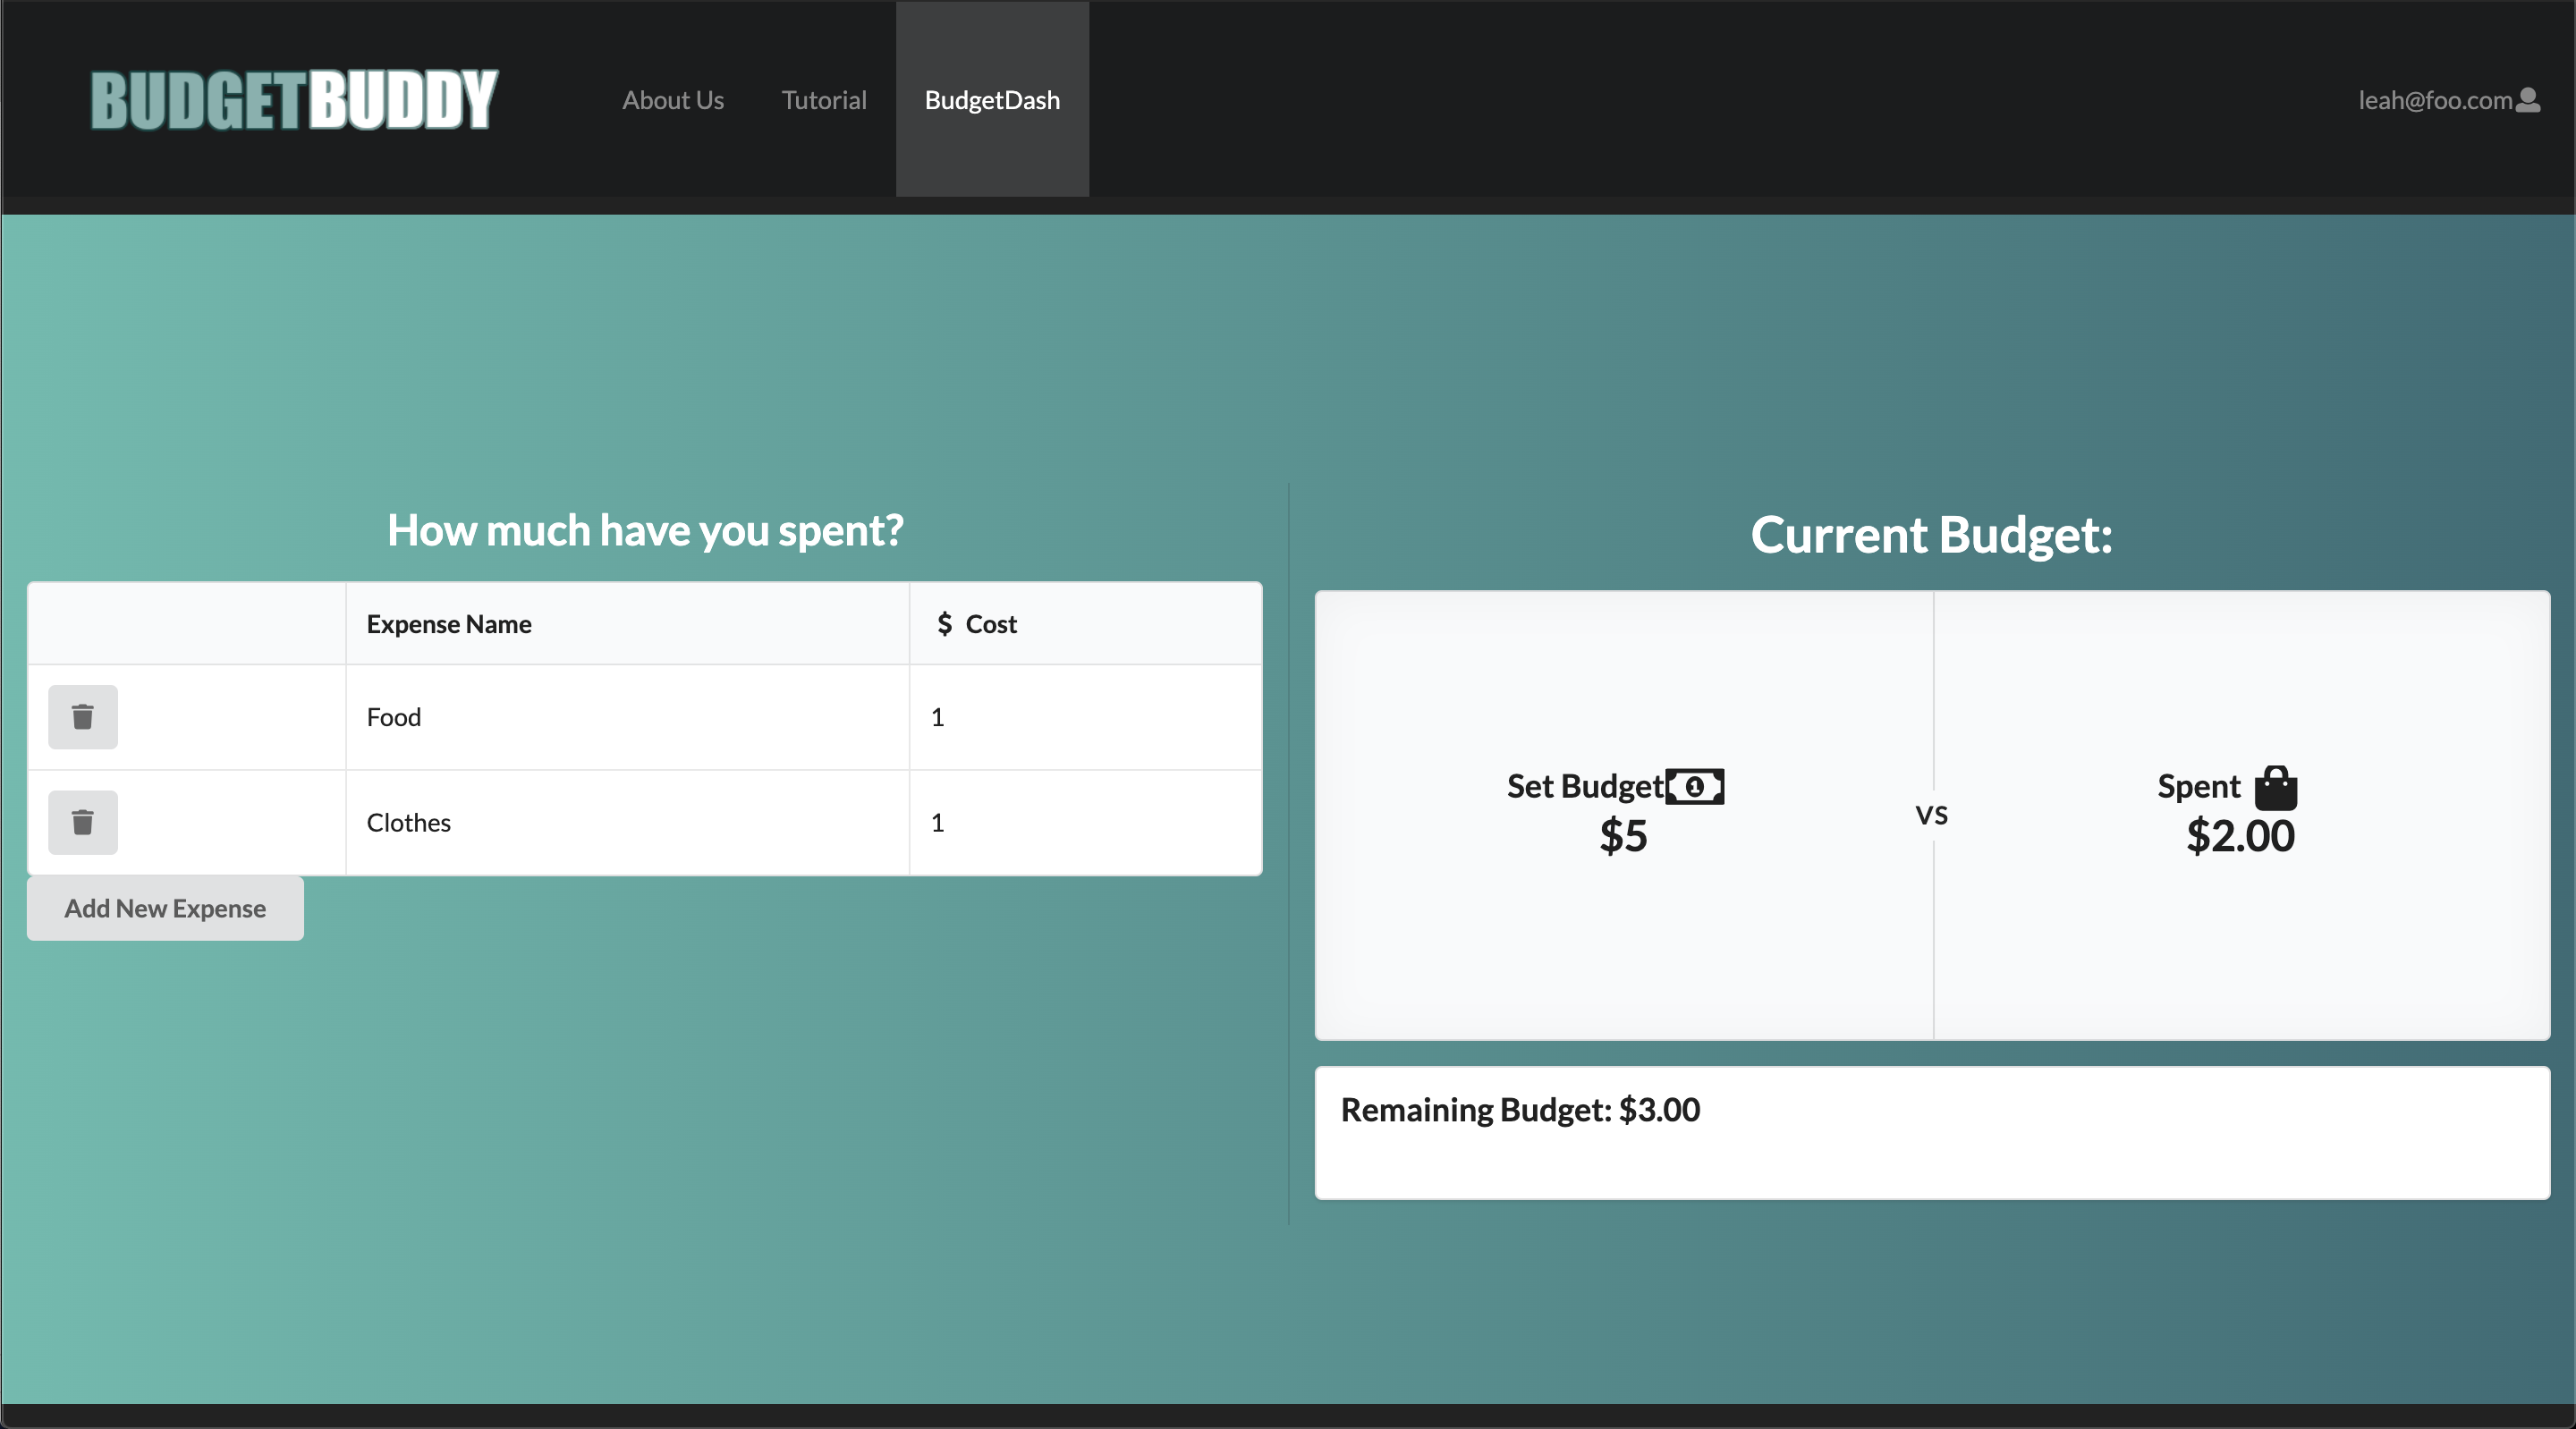 BUDGETBUDDY
About Us Tutorial BudgetDash
leah@foo.com
How much have you spent?
Expense Name $ Cost
Food 1
Clothes 1
Add New Expense
Current Budget:
Set Budget 1
$5
VS
Spent
$2.00
Remaining Budget: $3.00